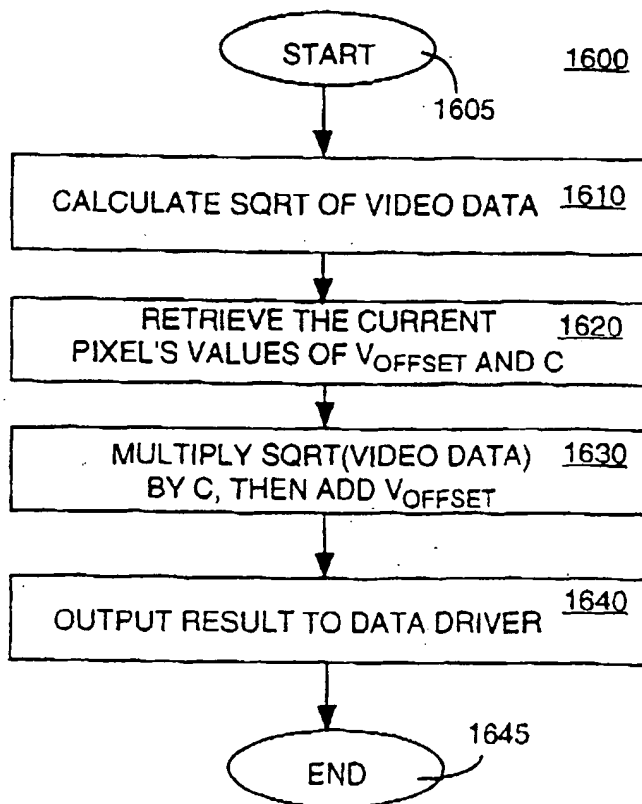 START
1600
1605
CALCULATE SQRT OF VIDEO DATA 1610
RETRIEVE THE CURRENT
PIXEL'S VALUES OF VOFFSET AND C
1620
MULTIPLY SQRT(VIDEO DATA)
BY C, THEN ADD VOFFSET
1630
OUTPUT RESULT TO DATA DRIVER 1640
1645
END